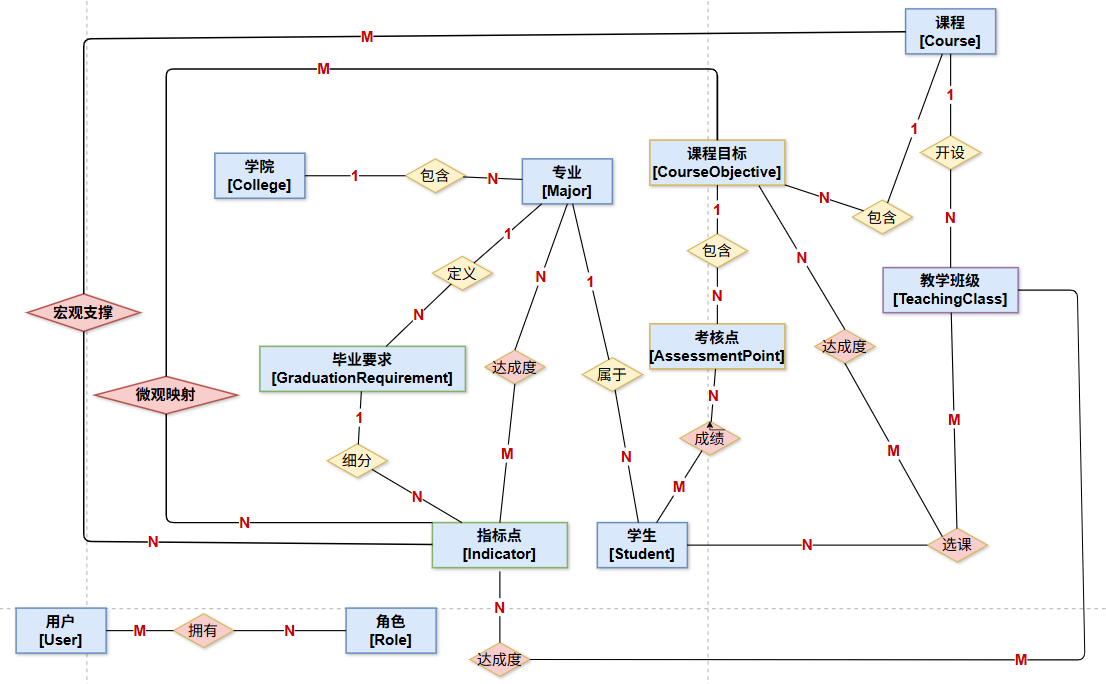 课程
[Course]
M
M
1
1
开设
课程目标
[CourseObjective]
学院
[College]
1
包含
N
专业
[Major]
N
包含
1
N
1
包含
定义
1
N
1
N
N
N
教学班级
[TeachingClass]
宏观支撑
N
考核点
[AssessmentPoint]
达成度
毕业要求
[GraduationRequirement]
达成度
属于
微观映射
N
1
成绩
M
细分
M
N
M
M
N
N
指标点
[Indicator]
学生
[Student]
N
N
选课
N
用户
[User]
M
拥有
N
角色
[Role]
达成度
M